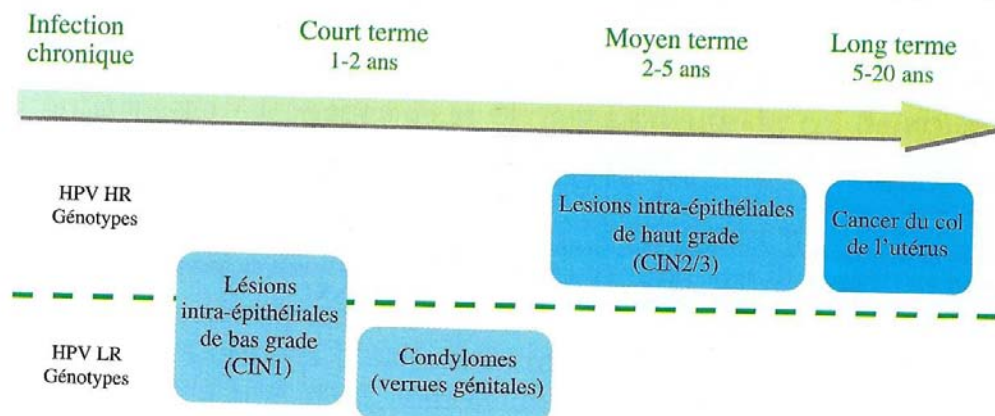 Infection
chronique
Court terme
1-2 ans
Moyen terme
2-5 ans
Long terme
5-20 ans
HPV HR
Génotypes
Lesions intra-épithéliales
de haut grade
(CIN2/3)
Cancer du col
de l'utérus
Lésions
intra-épithéliales
de bas grade
(CIN1)
HPV LR
Génotypes
Condylomes
(verrues génitales)